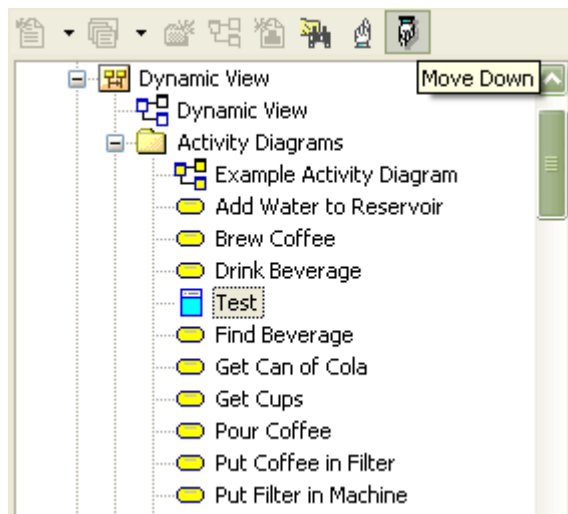 Dynamic View
Move Down
Dynamic View
Activity Diagrams
Example Activity Diagram
Add Water to Reservoir
Brew Coffee
Drink Beverage
Test
Find Beverage
Get Can of Cola
Get Cups
Pour Coffee
Put Coffee in Filter
Put Filter in Machine